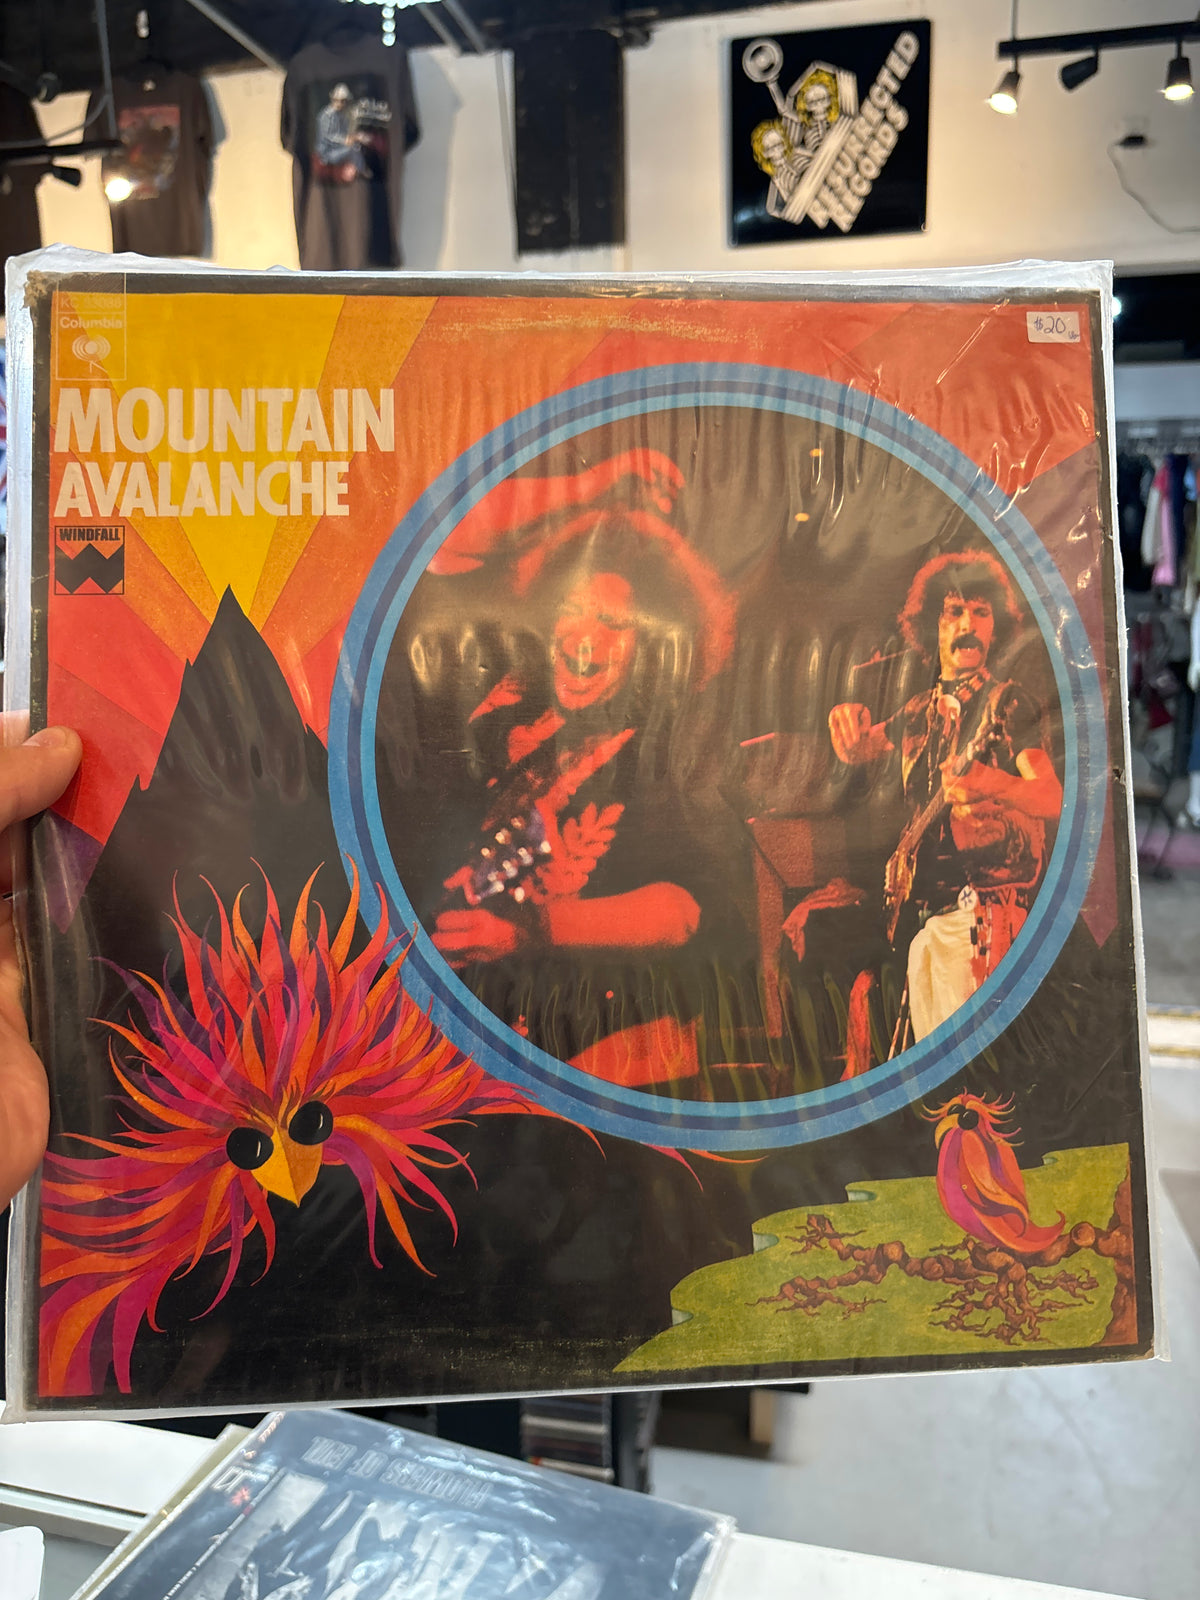 RESURRECTED
RECORDS
KC 33088
Columbia
$20
MOUNTAIN
AVALANCHE
WINDFALL